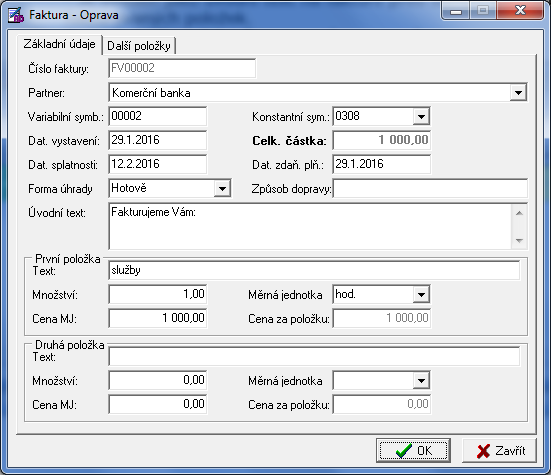 Faktura - Oprava
Základní údaje Další položky
Číslo faktury: FV00002
Partner: Komerční banka
Variabilní symb.: 00002 Konstantní sym.: 0308
Dat. vystavení: 29.1.2016 Celk. částka: 1 000,00
Dat. splatnosti: 12.2.2016 Dat. zdaň. plň.: 29.1.2016
Forma úhrady Hotově Způsob dopravy:
Úvodní text: Fakturujeme Vám:
První položka
Text: služby
Množství: 1,00 Měrná jednotka hod.
Cena MJ: 1 000,00 Cena za položku: 1 000,00
Druhá položka
Text:
Množství: 0,00 Měrná jednotka
Cena MJ: 0,00 Cena za položku: 0,00
OK Zavřít